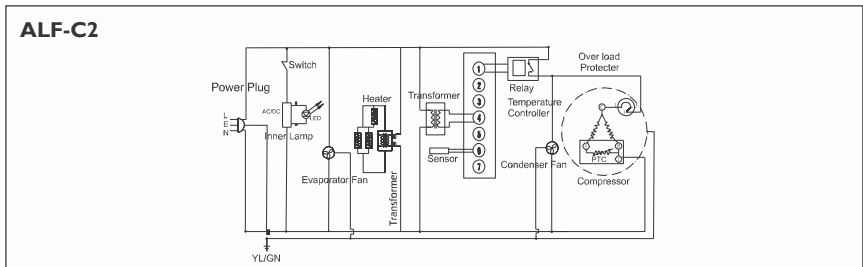 ALF-C2
Switch
Power Plug
L
E
N
AC/DC
LED
Inner Lamp
Evaporator Fan
Heater
Transformer
Transformer
Sensor
1
2
3
4
5
6
7
Relay
Temperature
Controller
Condenser Fan
Over load
Protecter
PTC
Compressor
YL/GN